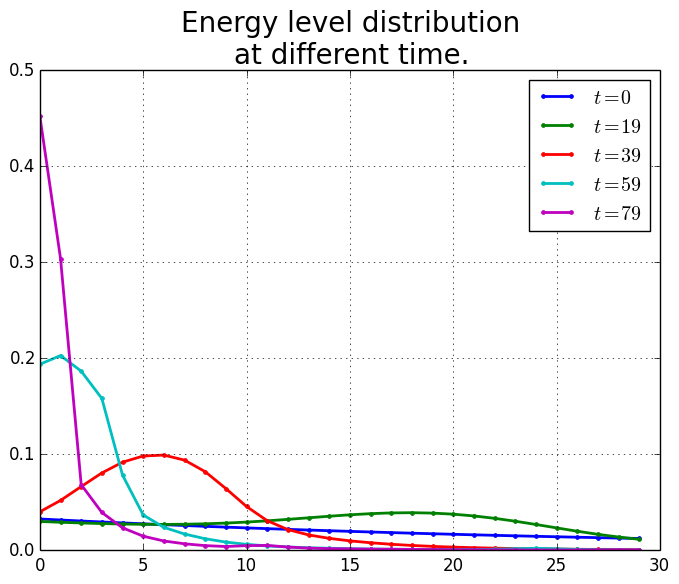 Energy level distribution
at different time.
0.5
0.4
0.3
0.2
0.1
0.0
0 5 10 15 20 25 30
t=0
t=19
t=39
t=59
t=79